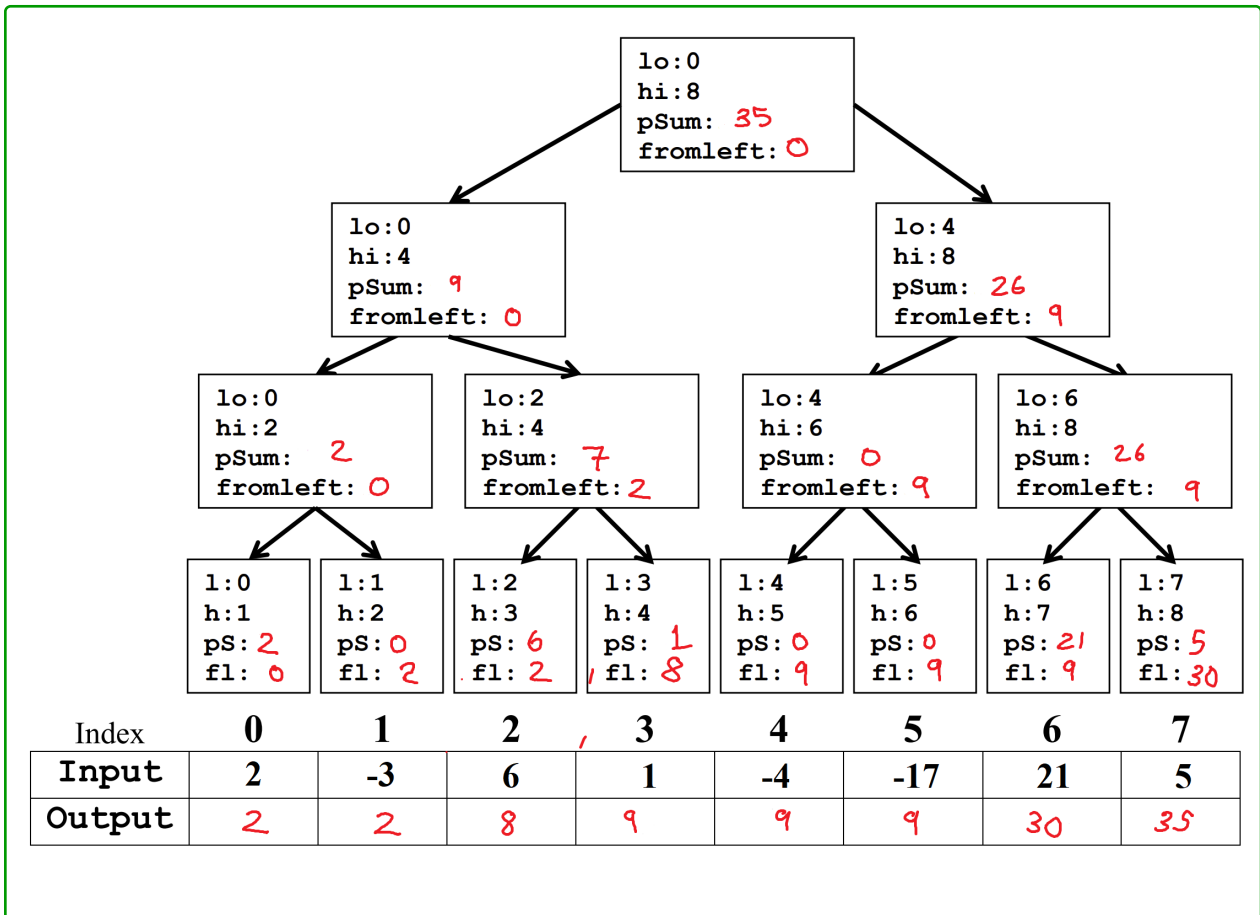 lo:0
hi:8
pSum: 35
fromleft: 0
lo:0
hi:4
pSum: 9
fromleft: 0
lo:4
hi:8
pSum: 26
fromleft: 9
lo:0
hi:2
pSum: 2
fromleft: 0
lo:2
hi:4
pSum: 7
fromleft: 2
lo:4
hi:6
pSum: 0
fromleft: 9
lo:6
hi:8
pSum: 26
fromleft: 9
l:0
h:1
pS: 2
fl: 0
l:1
h:2
pS: 0
fl: 2
l:2
h:3
pS: 6
fl: 2
l:3
h:4
pS: 1
fl: 8
l:4
h:5
pS: 0
fl: 9
l:5
h:6
pS: 0
fl: 9
l:6
h:7
pS: 21
fl: 9
l:7
h:8
pS: 5
fl: 30
Index 0 1 2 3 4 5 6 7
Input 2 -3 6 1 -4 -17 21 5
Output 2 2 8 9 9 9 30 35